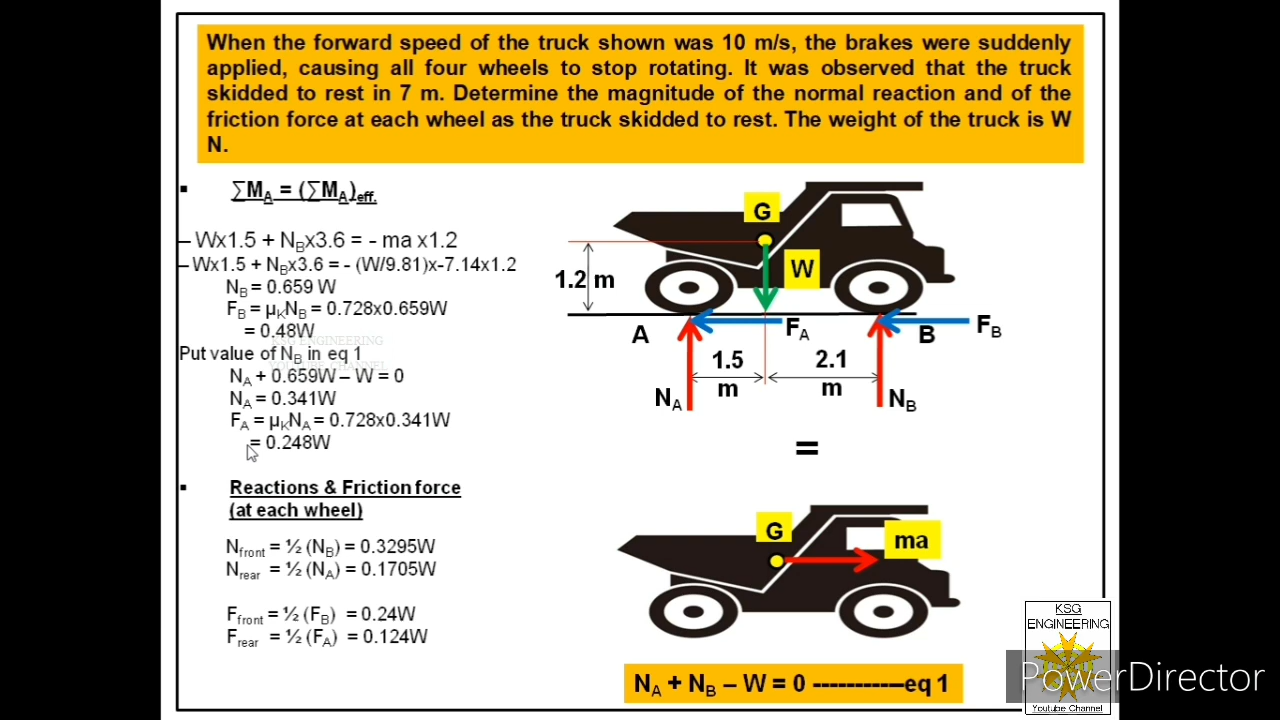 When the forward speed of the truck shown was 10 m/s, the brakes were suddenly
applied, causing all four wheels to stop rotating. It was observed that the truck
skidded to rest in 7 m. Determine the magnitude of the normal reaction and of the
friction force at each wheel as the truck skidded to rest. The weight of the truck is W
N.
▪ ∑M_A = (∑M_A)_eff.
– Wx1.5 + N_Bx3.6 = - ma x1.2
– Wx1.5 + N_Bx3.6 = - (W/9.81)x-7.14x1.2
N_B = 0.659 W
F_B = µ_KN_B = 0.728x0.659W
= 0.48W
KSG ENGINEERING
Put value of N_B in eq 1
YOUTUBE CHANNEL
N_A + 0.659W – W = 0
N_A = 0.341W
F_A = µ_KN_A = 0.728x0.341W
= 0.248W
▪ Reactions & Friction force
(at each wheel)
N_front = ½ (N_B) = 0.3295W
N_rear = ½ (N_A) = 0.1705W
F_front = ½ (F_B) = 0.24W
F_rear = ½ (F_A) = 0.124W
G
W
1.2 m
A
F_A
B
F_B
1.5
m
2.1
m
N_A
N_B
=
G
ma
N_A + N_B – W = 0 -----------eq 1
KSG
ENGINEERING
PowerDirector
Youtube Channel